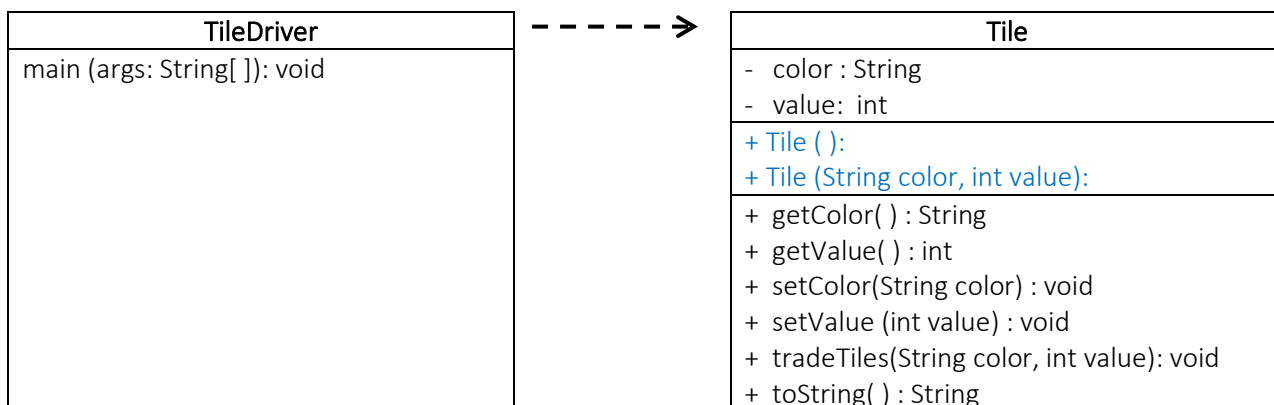 TileDriver
main (args: String[ ]): void
Tile
- color : String
- value: int
+ Tile ( ):
+ Tile (String color, int value):
+ getColor( ) : String
+ getValue( ) : int
+ setColor(String color) : void
+ setValue (int value) : void
+ tradeTiles(String color, int value): void
+ toString( ) : String